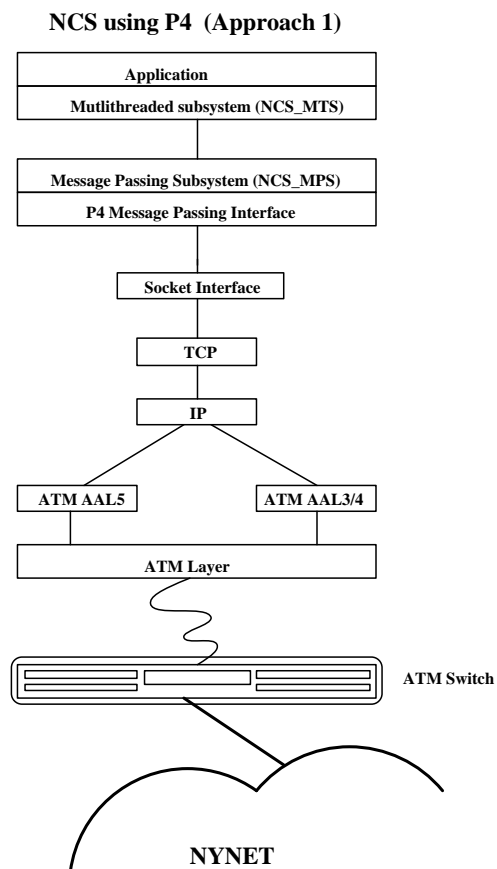 NCS using P4 (Approach 1)
Application
Mutlithreaded subsystem (NCS_MTS)
Message Passing Subsystem (NCS_MPS)
P4 Message Passing Interface
Socket Interface
TCP
IP
ATM AAL5
ATM AAL3/4
ATM Layer
ATM Switch
NYNET